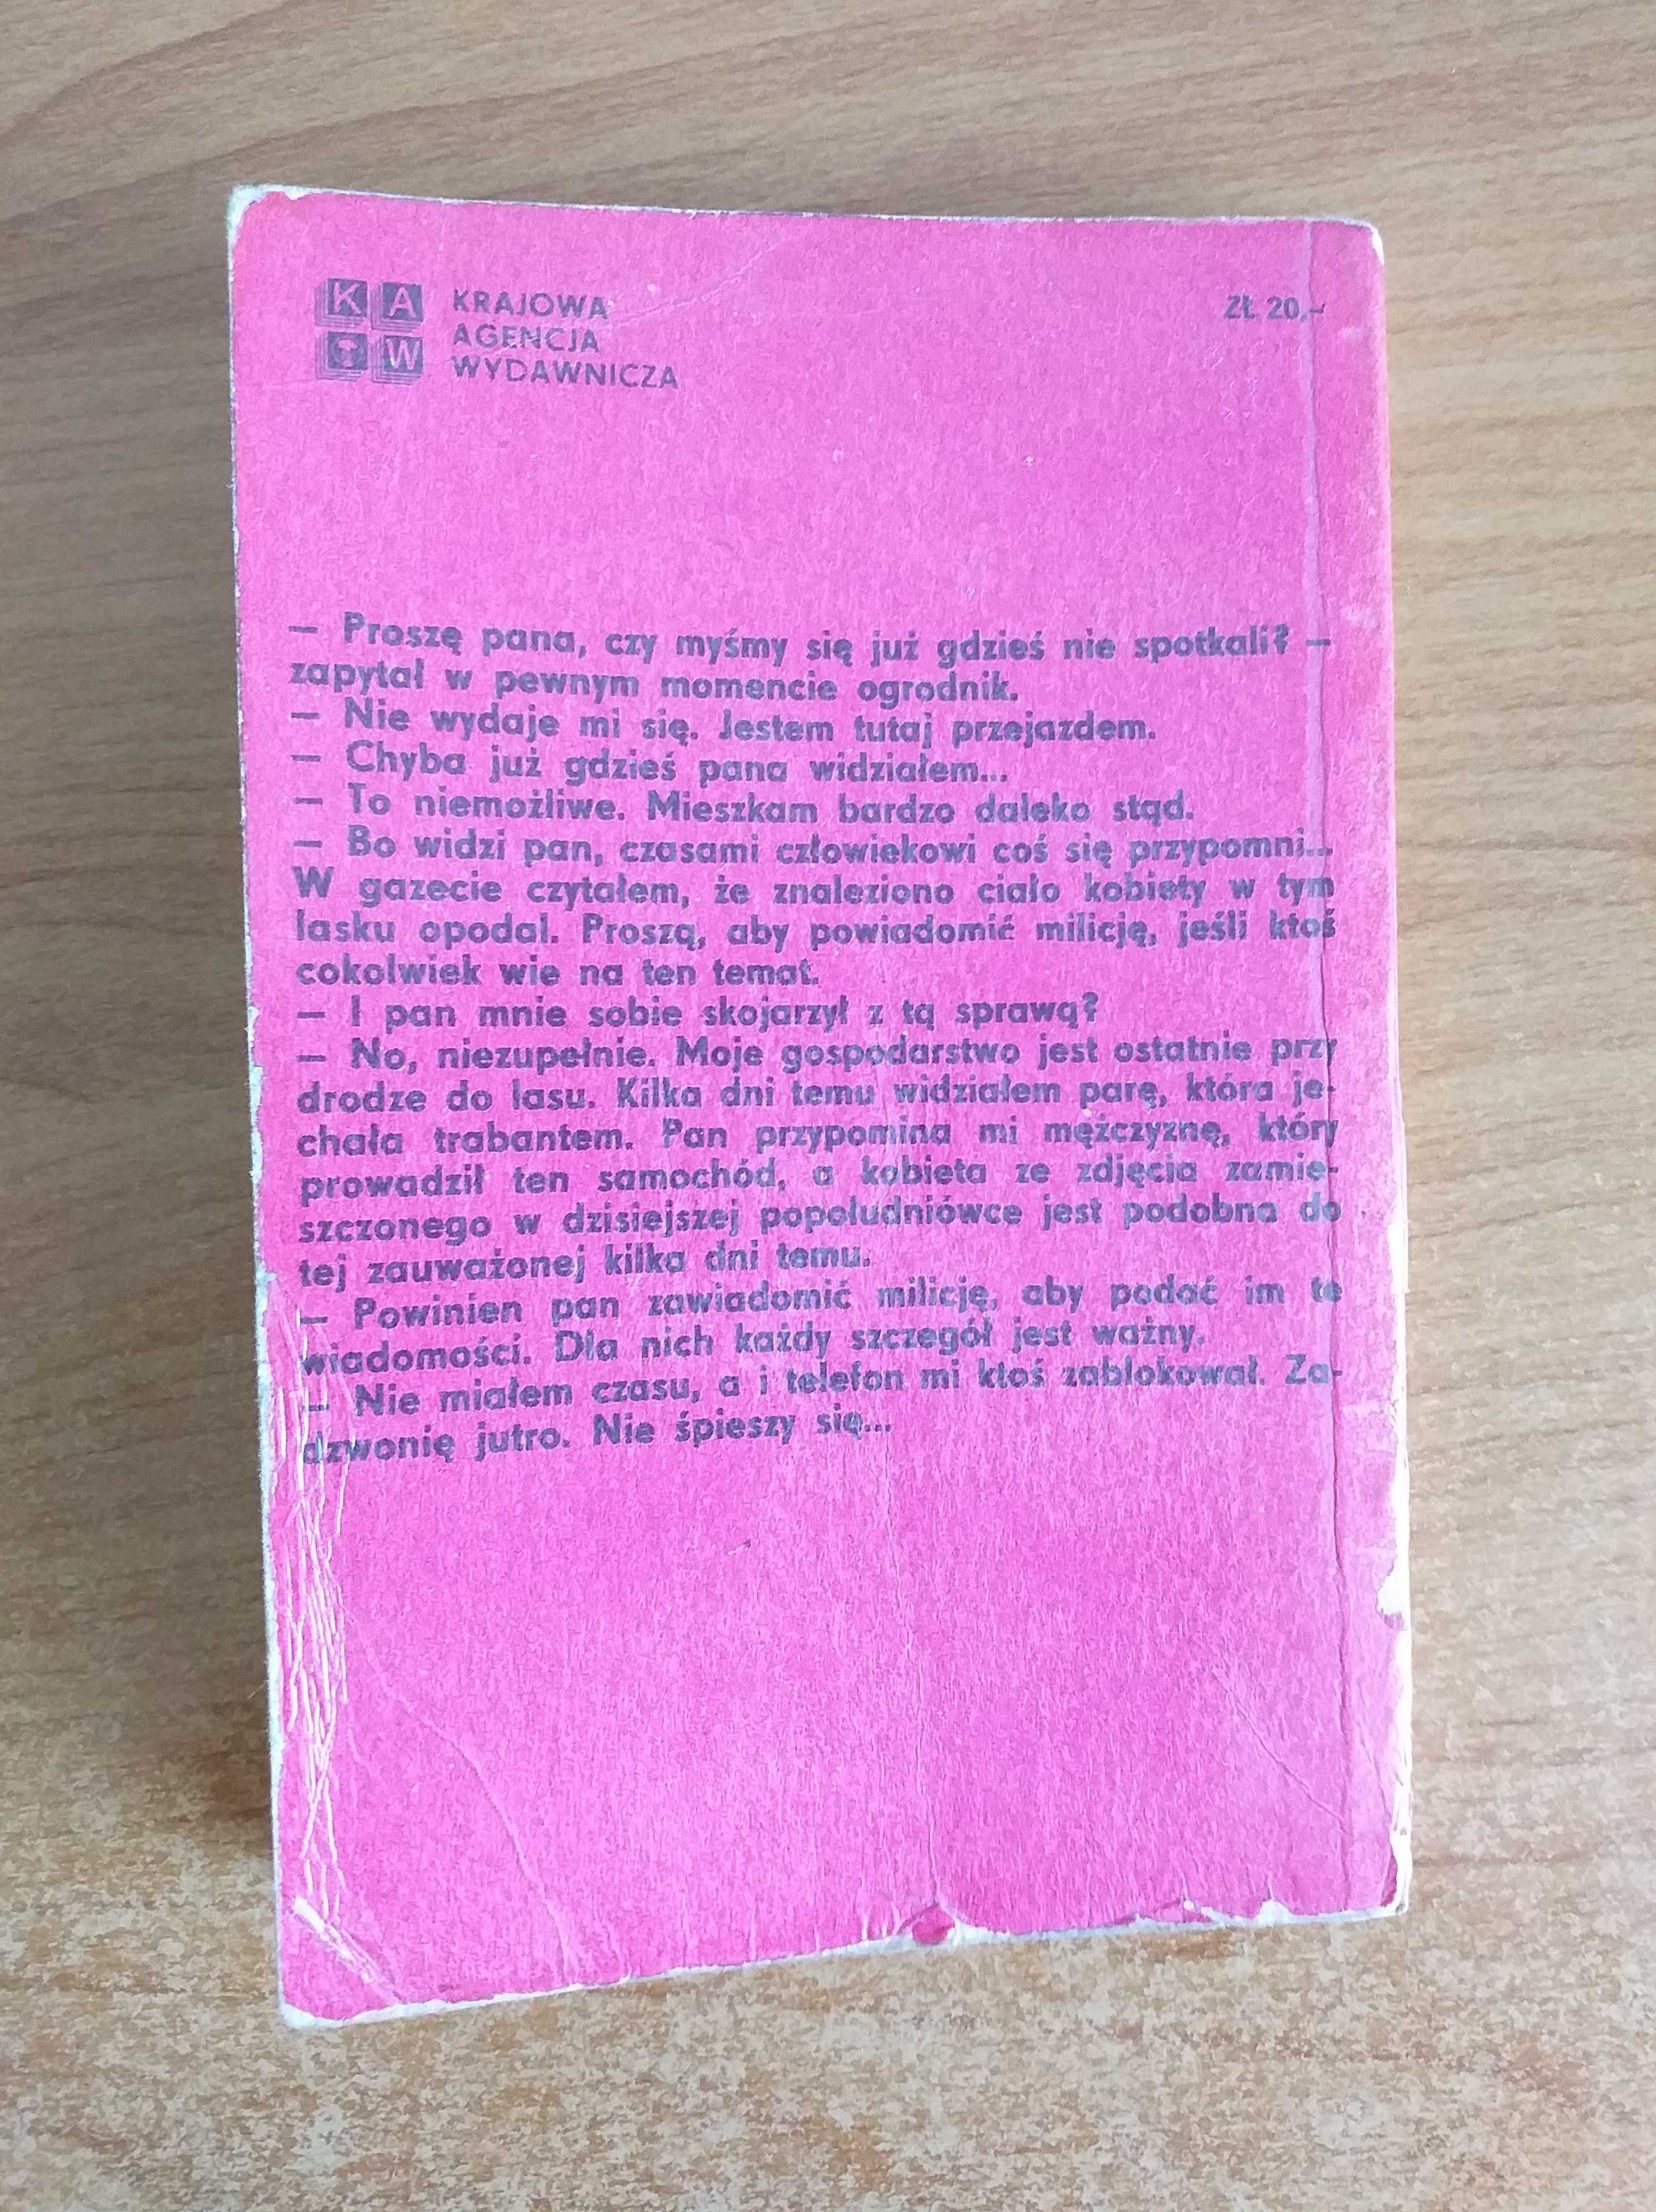 K A
W
KRAJOWA
AGENCJA
WYDAWNICZA
ZŁ 20,–
— Proszę pana, czy myśmy się już gdzieś nie spotkali? —
zapytał w pewnym momencie ogrodnik.
— Nie wydaje mi się. Jestem tutaj przejazdem.
— Chyba już gdzieś pana widziałem...
— To niemożliwe. Mieszkam bardzo daleko stąd.
— Bo widzi pan, czasami człowiekowi coś się przypomni...
W gazecie czytałem, że znaleziono ciało kobiety w tym
lasku opodal. Proszą, aby powiadomić milicję, jeśli ktoś
cokolwiek wie na ten temat.
— I pan mnie sobie skojarzył z tą sprawą?
— No, niezupełnie. Moje gospodarstwo jest ostatnie przy
drodze do lasu. Kilka dni temu widziałem parę, która je-
chała trabantem. Pan przypomina mi mężczyznę, który
prowadził ten samochód, a kobieta ze zdjęcia zamie-
szczonego w dzisiejszej popołudniówce jest podobna do
tej zauważonej kilka dni temu.
— Powinien pan zawiadomić milicję, aby podać im te
wiadomości. Dla nich każdy szczegół jest ważny.
— Nie miałem czasu, a i telefon mi ktoś zablokował. Za-
dzwonię jutro. Nie śpieszy się...